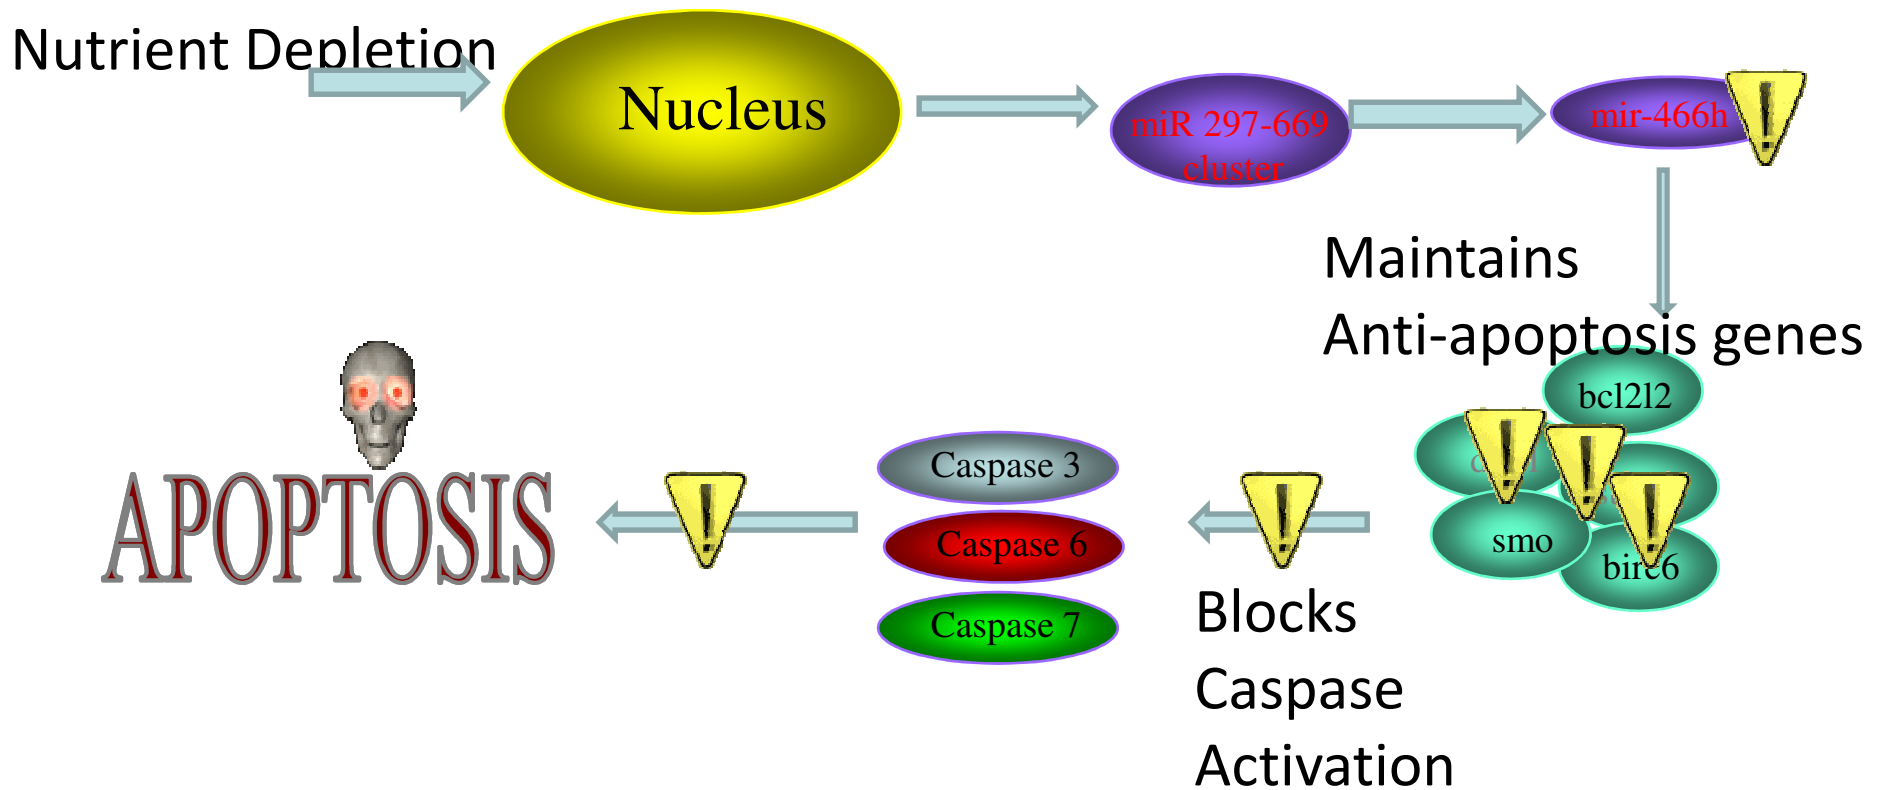 Nutrient Depletion
Nucleus
miR 297-669
cluster
mir-466h
Maintains
Anti-apoptosis genes
bcl2l2
smo
birc6
Caspase 3
Caspase 6
Caspase 7
APOPTOSIS
Blocks
Caspase
Activation